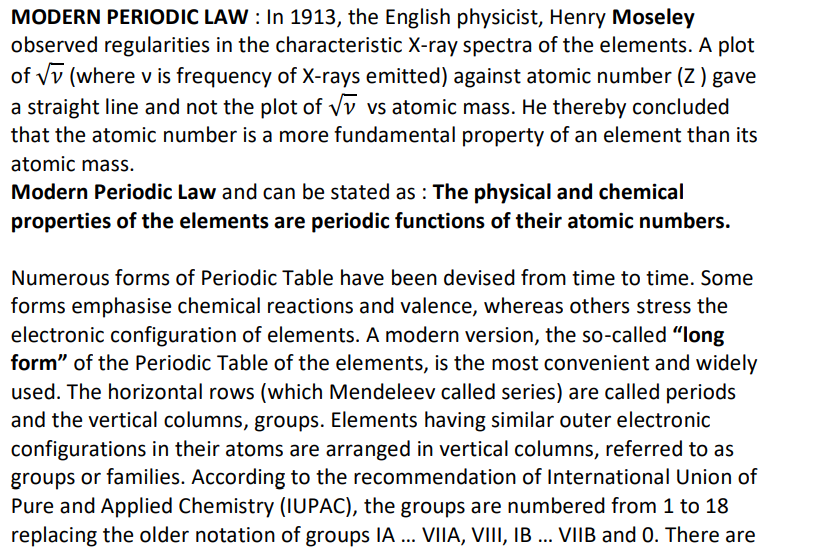 MODERN PERIODIC LAW : In 1913, the English physicist, Henry Moseley
observed regularities in the characteristic X-ray spectra of the elements. A plot
of √ν (where ν is frequency of X-rays emitted) against atomic number (Z ) gave
a straight line and not the plot of √ν vs atomic mass. He thereby concluded
that the atomic number is a more fundamental property of an element than its
atomic mass.
Modern Periodic Law and can be stated as : The physical and chemical
properties of the elements are periodic functions of their atomic numbers.
Numerous forms of Periodic Table have been devised from time to time. Some
forms emphasise chemical reactions and valence, whereas others stress the
electronic configuration of elements. A modern version, the so-called “long
form” of the Periodic Table of the elements, is the most convenient and widely
used. The horizontal rows (which Mendeleev called series) are called periods
and the vertical columns, groups. Elements having similar outer electronic
configurations in their atoms are arranged in vertical columns, referred to as
groups or families. According to the recommendation of International Union of
Pure and Applied Chemistry (IUPAC), the groups are numbered from 1 to 18
replacing the older notation of groups IA ... VIIA, VIII, IB ... VIIB and 0. There are